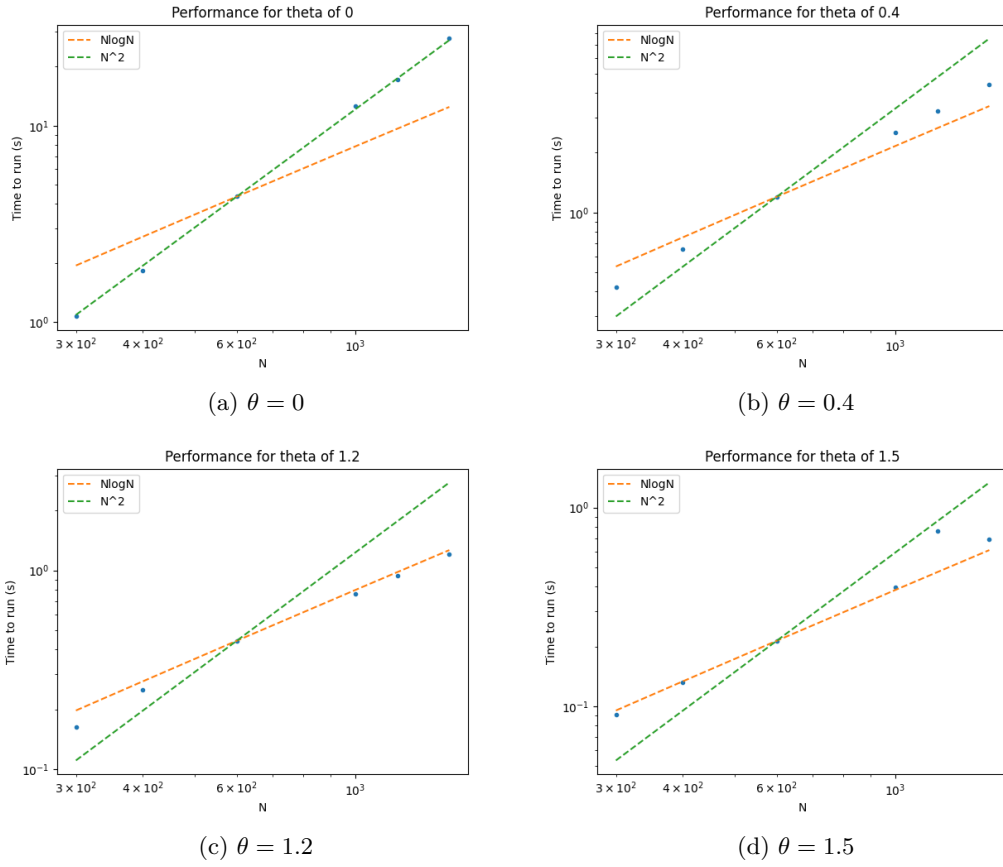 Performance for theta of 0
NlogN
N^2
Time to run (s)
10^1
10^0
3 × 10^2
4 × 10^2
6 × 10^2
10^3
N
(a) θ = 0
Performance for theta of 0.4
NlogN
N^2
Time to run (s)
10^0
3 × 10^2
4 × 10^2
6 × 10^2
10^3
N
(b) θ = 0.4
Performance for theta of 1.2
NlogN
N^2
Time to run (s)
10^0
10^−1
3 × 10^2
4 × 10^2
6 × 10^2
10^3
N
(c) θ = 1.2
Performance for theta of 1.5
NlogN
N^2
Time to run (s)
10^0
10^−1
3 × 10^2
4 × 10^2
6 × 10^2
10^3
N
(d) θ = 1.5